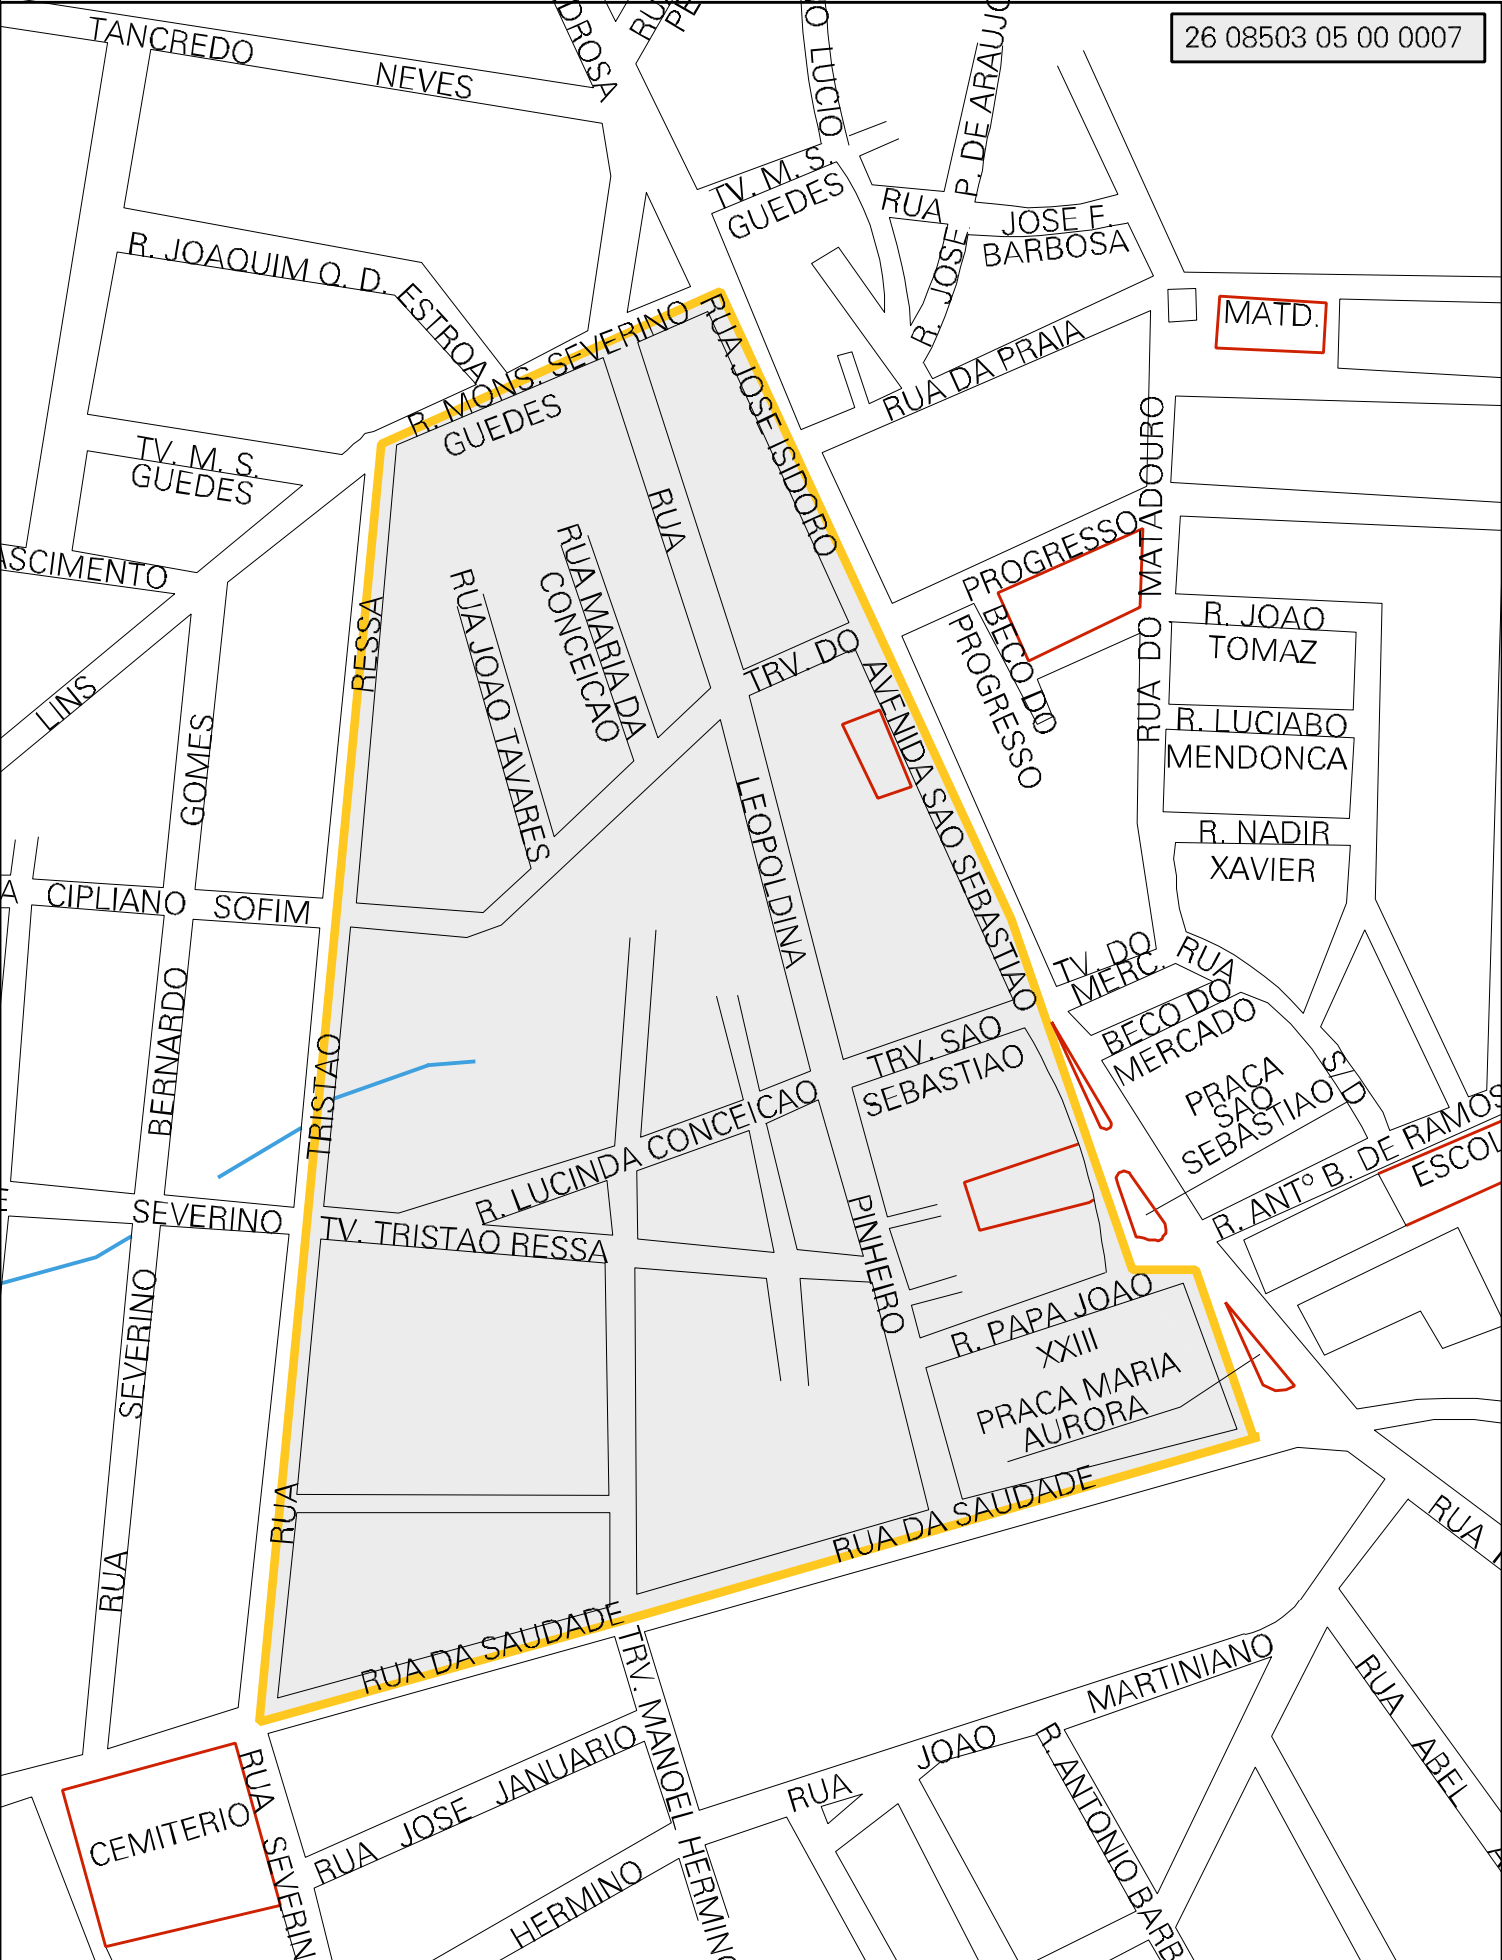 26 08503 05 00 0007
TANCREDO NEVES
DROSA
O LUCIO
R. JOSE P. DE ARAUJO
TV. M. S.
GUEDES
RUA JOSE F.
BARBOSA
R. JOAQUIM Q. D. ESTROA
MATD.
R. MONS. SEVERINO
GUEDES
RUA JOSE ISIDORO
RUA DA PRAIA
TV. M. S.
GUEDES
ASCIMENTO
RUA DO MATADOURO
PROGRESSO
BECO DO
PROGRESSO
R. JOAO
TOMAZ
R. LUCIABO
MENDONCA
R. NADIR
XAVIER
LINS
RUA TRISTAO RESSA
RUA JOAO TAVARES
RUA MARIA DA
CONCEICAO
RUA LEOPOLDINA PINHEIRO
TRV. DO
AVENIDA SAO SEBASTIAO
RUA SEVERINO BERNARDO GOMES
A CIPLIANO SOFIM
TV. DO
MERC.
RUA
BECO DO
MERCADO
S/D
PRACA
SAO
SEBASTIAO
TRV. SAO
SEBASTIAO
R. LUCINDA CONCEICAO
R. ANTº B. DE RAMOS
ESCOL
E SEVERINO
TV. TRISTAO RESSA
R. PAPA JOAO
XXIII
PRACA MARIA
AURORA
RUA DA SAUDADE
RUA DA SAUDADE
RUA
TRV. MANOEL HERMINO
RUA JOAO MARTINIANO
RUA ABEL A
RUA JOSE JANUARIO
R. ANTONIO BARB
CEMITERIO
RUA SEVERIN
HERMINO